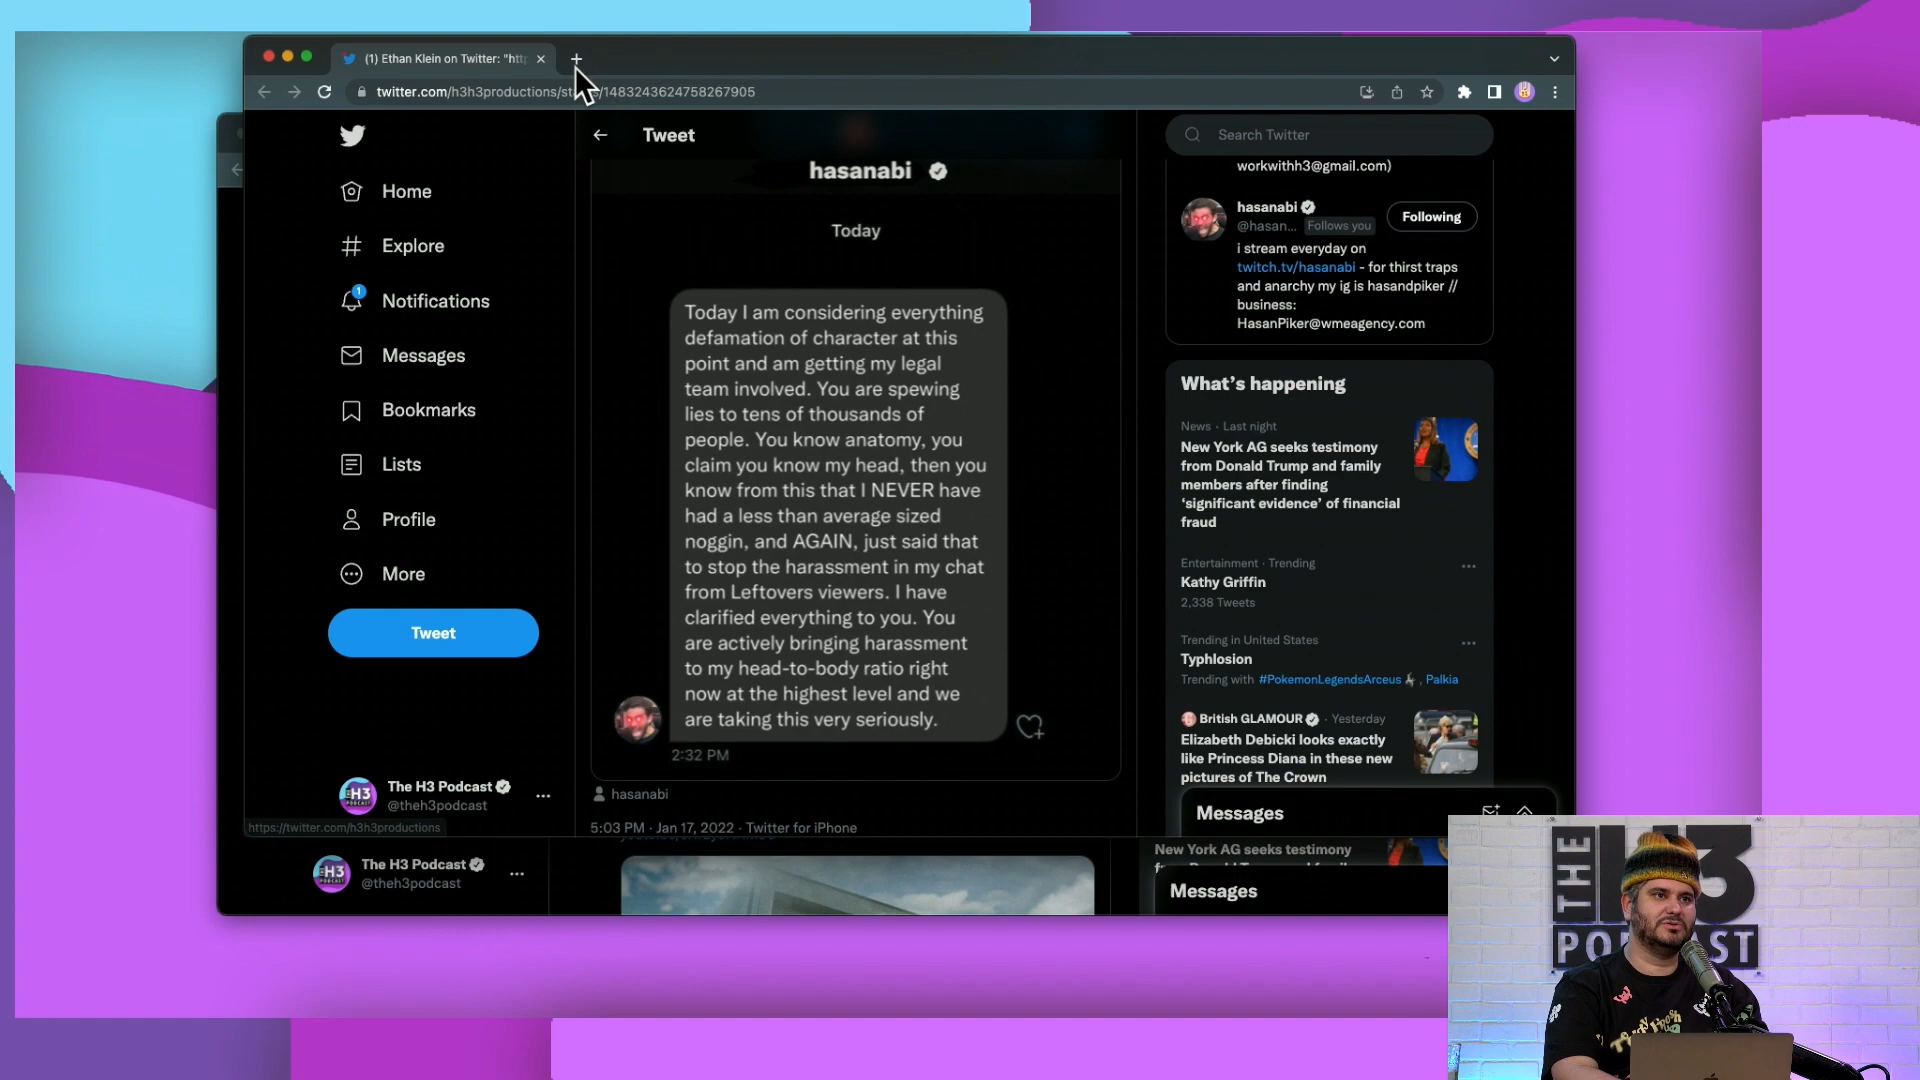 (1) Ethan Klein on Twitter: "http
twitter.com/h3h3productions/st /1483243624758267905
Tweet
Search Twitter
Home
Explore
1
Notifications
Messages
Bookmarks
Lists
Profile
More
Tweet
The H3 Podcast
@theh3podcast
https://twitter.com/h3h3productions
The H3 Podcast
@theh3podcast
hasanabi
Today
Today I am considering everything
defamation of character at this
point and am getting my legal
team involved. You are spewing
lies to tens of thousands of
people. You know anatomy, you
claim you know my head, then you
know from this that I NEVER have
had a less than average sized
noggin, and AGAIN, just said that
to stop the harassment in my chat
from Leftovers viewers. I have
clarified everything to you. You
are actively bringing harassment
to my head-to-body ratio right
now at the highest level and we
are taking this very seriously.
2:32 PM
hasanabi
5:03 PM · Jan 17, 2022 · Twitter for iPhone
workwithh3@gmail.com)
hasanabi
@hasan... Follows you
Following
i stream everyday on
twitch.tv/hasanabi - for thirst traps
and anarchy my ig is hasandpiker //
business:
HasanPiker@wmeagency.com
What's happening
News · Last night
New York AG seeks testimony
from Donald Trump and family
members after finding
‘significant evidence’ of financial
fraud
Entertainment · Trending
Kathy Griffin
2,338 Tweets
Trending in United States
Typhlosion
Trending with #PokemonLegendsArceus , Palkia
British GLAMOUR · Yesterday
Elizabeth Debicki looks exactly
like Princess Diana in these new
pictures of The Crown
Messages
New York AG seeks testimony
Messages
THE H3
PODCAST